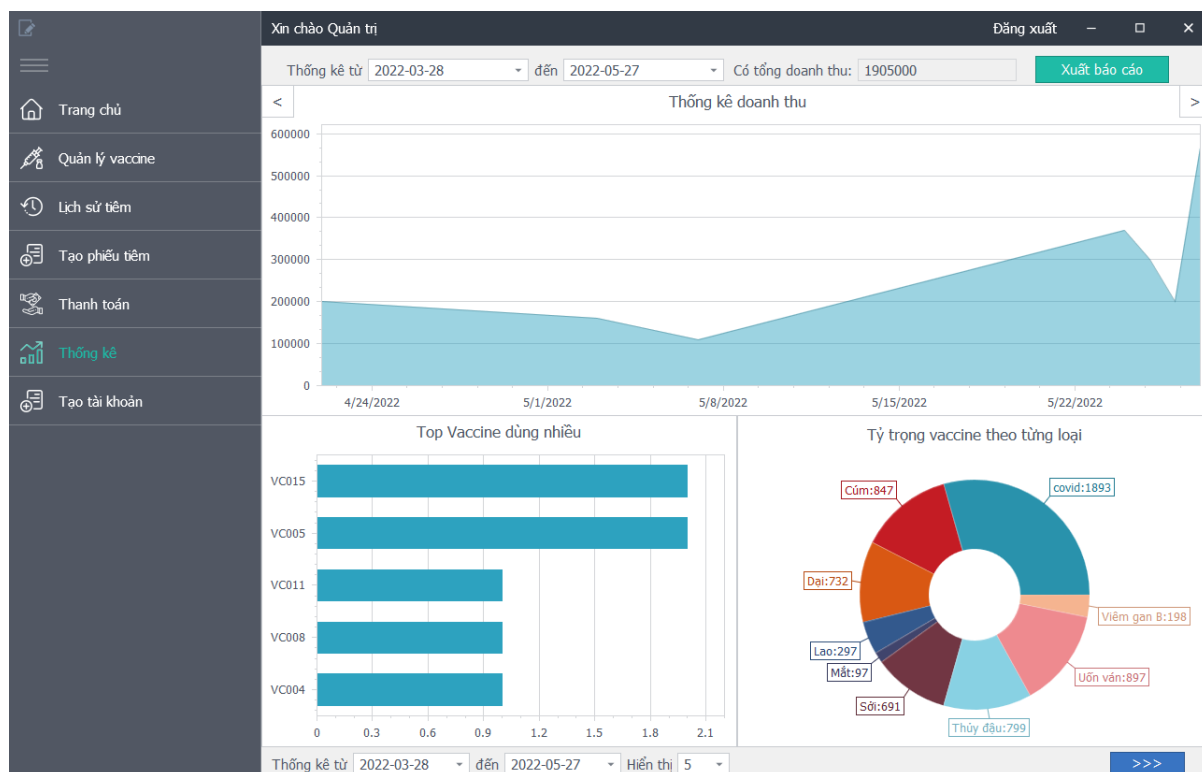 Xin chào Quản trị Đăng xuất
Thống kê từ 2022-03-28 đến 2022-05-27 Có tổng doanh thu: 1905000 Xuất báo cáo
Trang chủ
Quản lý vaccine
Lịch sử tiêm
Tạo phiếu tiêm
Thanh toán
Thống kê
Tạo tài khoản
< Thống kê doanh thu >
600000
500000
400000
300000
200000
100000
0
4/24/2022 5/1/2022 5/8/2022 5/15/2022 5/22/2022
Top Vaccine dùng nhiều
VC015
VC005
VC011
VC008
VC004
0 0.3 0.6 0.9 1.2 1.5 1.8 2.1
Tỷ trọng vaccine theo từng loại
covid:1893
Cúm:847
Dại:732
Viêm gan B:198
Lao:297
Mắt:97
Uốn ván:897
Sởi:691
Thủy đậu:799
Thống kê từ 2022-03-28 đến 2022-05-27 Hiển thị 5 >>>